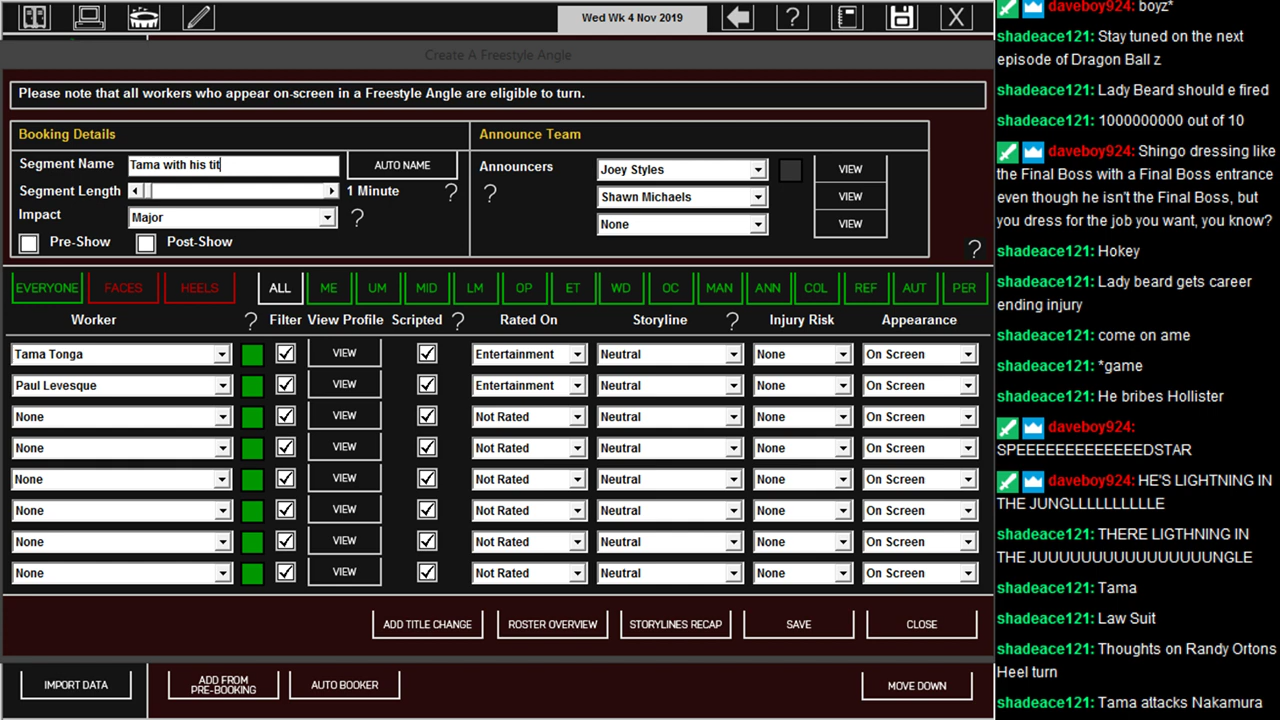 Wed Wk 4 Nov 2019
?
X
Create A Freestyle Angle
Please note that all workers who appear on-screen in a Freestyle Angle are eligible to turn.
Booking Details
Segment Name
Tama with his tit
AUTO NAME
Segment Length
1 Minute
?
Impact
Major
?
Pre-Show
Post-Show
Announce Team
Announcers
?
Joey Styles
VIEW
Shawn Michaels
VIEW
None
VIEW
?
EVERYONE FACES HEELS ALL ME UM MID LM OP ET WD OC MAN ANN COL REF AUT PER
Worker ? Filter View Profile Scripted ? Rated On Storyline ? Injury Risk Appearance
Tama Tonga VIEW Entertainment Neutral None On Screen
Paul Levesque VIEW Entertainment Neutral None On Screen
None VIEW Not Rated Neutral None On Screen
None VIEW Not Rated Neutral None On Screen
None VIEW Not Rated Neutral None On Screen
None VIEW Not Rated Neutral None On Screen
None VIEW Not Rated Neutral None On Screen
None VIEW Not Rated Neutral None On Screen
ADD TITLE CHANGE ROSTER OVERVIEW STORYLINES RECAP SAVE CLOSE
IMPORT DATA
ADD FROM
PRE-BOOKING
AUTO BOOKER
MOVE DOWN
daveboy924: boyz*
shadeace121: Stay tuned on the next
episode of Dragon Ball z
shadeace121: Lady Beard should e fired
shadeace121: 1000000000 out of 10
daveboy924: Shingo dressing like
the Final Boss with a Final Boss entrance
even though he isn't the Final Boss, but
you dress for the job you want, you know?
shadeace121: Hokey
shadeace121: Lady beard gets career
ending injury
shadeace121: come on ame
shadeace121: *game
shadeace121: He bribes Hollister
daveboy924:
SPEEEEEEEEEEEEDSTAR
daveboy924: HE'S LIGHTNING IN
THE JUNGLLLLLLLLLE
shadeace121: THERE LIGTHNING IN
THE JUUUUUUUUUUUUUUUUNGLE
shadeace121: Tama
shadeace121: Law Suit
shadeace121: Thoughts on Randy Ortons
Heel turn
shadeace121: Tama attacks Nakamura